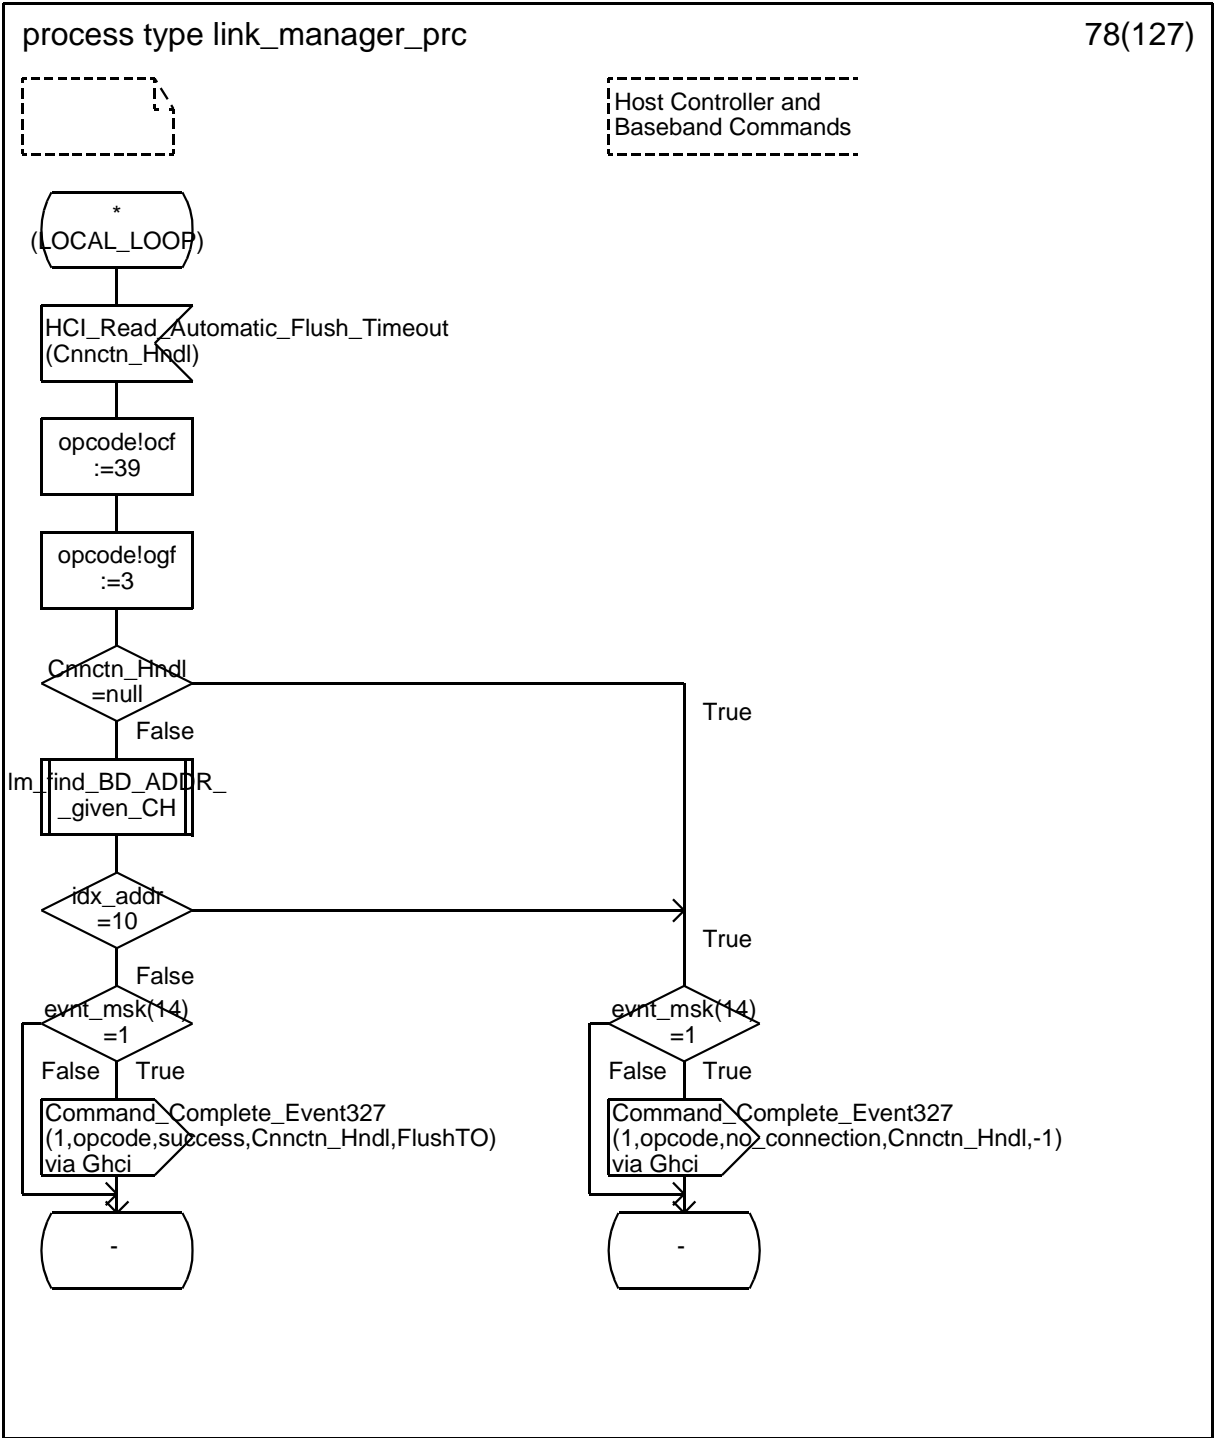 process type link_manager_prc
78(127)
Host Controller and
Baseband Commands
*
(LOCAL_LOOP)
HCI_Read_Automatic_Flush_Timeout
(Cnnctn_Hndl)
opcode!ocf
:=39
opcode!ogf
:=3
Cnnctn_Hndl
=null
True
False
lm_find_BD_ADDR_
_given_CH
idx_addr
=10
True
False
evnt_msk(14)
=1
False
True
Command_Complete_Event327
(1,opcode,success,Cnnctn_Hndl,FlushTO)
via Ghci
-
evnt_msk(14)
=1
False
True
Command_Complete_Event327
(1,opcode,no_connection,Cnnctn_Hndl,-1)
via Ghci
-